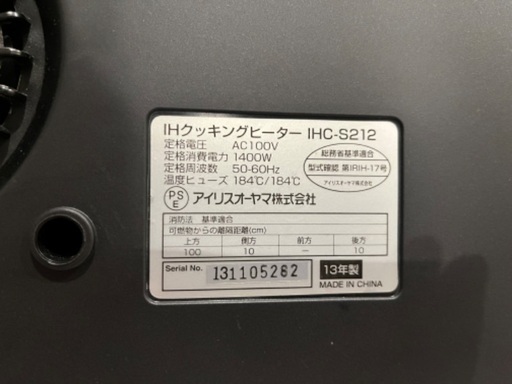 IHクッキングヒーター IHC-S212
定格電圧 AC100V
定格消費電力 1400W
定格周波数 50-60Hz
温度ヒューズ 184℃/184℃
総務省基準適合
型式確認 第IRIH-17号
アイリスオーヤマ株式会社
PSE アイリスオーヤマ株式会社
消防法 基準適合
可燃物からの離隔距離(cm)
上方 側方 前方 後方
100 10 — 10
Serial No. 131105282 13年製
MADE IN CHINA